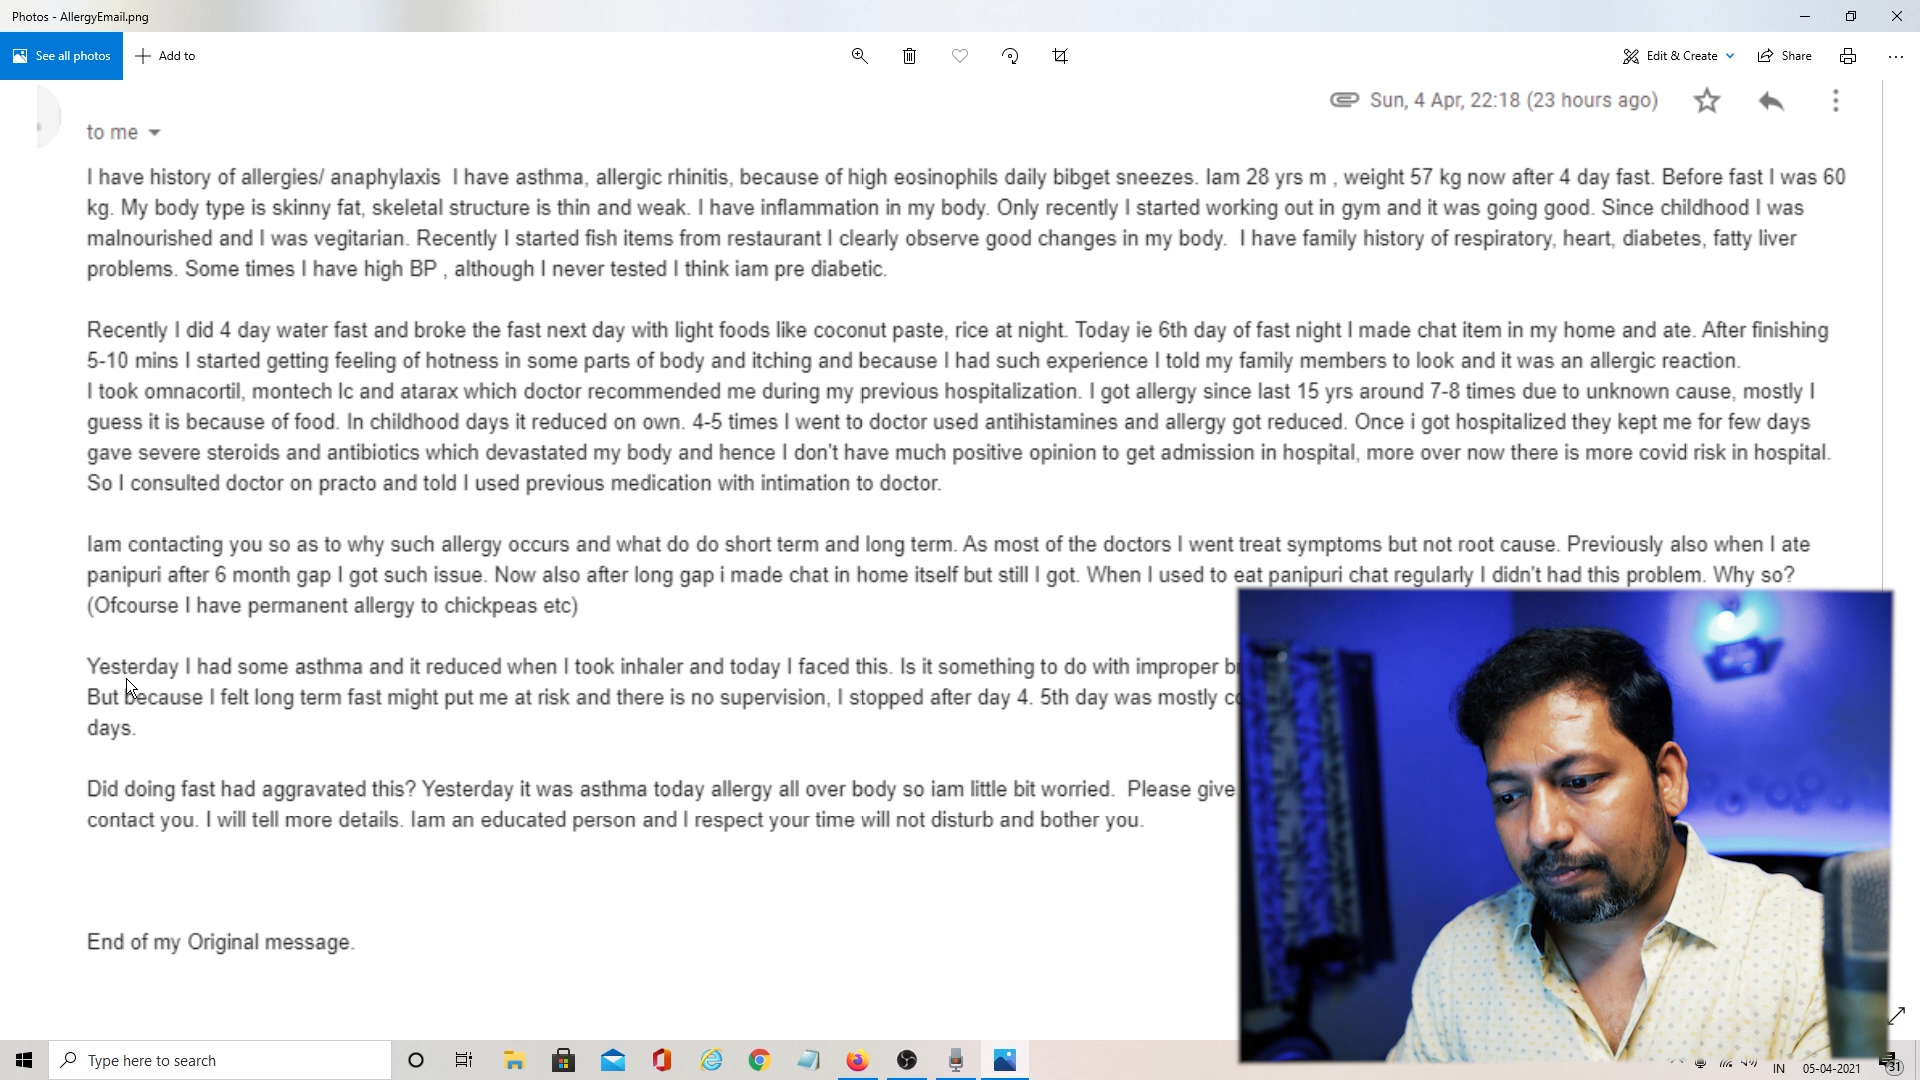 Photos - AllergyEmail.png
See all photos
Add to
Edit & Create
Share
Sun, 4 Apr, 22:18 (23 hours ago)
to me
I have history of allergies/ anaphylaxis  I have asthma, allergic rhinitis, because of high eosinophils daily bibget sneezes. Iam 28 yrs m , weight 57 kg now after 4 day fast. Before fast I was 60
kg. My body type is skinny fat, skeletal structure is thin and weak. I have inflammation in my body. Only recently I started working out in gym and it was going good. Since childhood I was
malnourished and I was vegitarian. Recently I started fish items from restaurant I clearly observe good changes in my body.  I have family history of respiratory, heart, diabetes, fatty liver
problems. Some times I have high BP , although I never tested I think iam pre diabetic.
Recently I did 4 day water fast and broke the fast next day with light foods like coconut paste, rice at night. Today ie 6th day of fast night I made chat item in my home and ate. After finishing
5-10 mins I started getting feeling of hotness in some parts of body and itching and because I had such experience I told my family members to look and it was an allergic reaction.
I took omnacortil, montech lc and atarax which doctor recommended me during my previous hospitalization. I got allergy since last 15 yrs around 7-8 times due to unknown cause, mostly I
guess it is because of food. In childhood days it reduced on own. 4-5 times I went to doctor used antihistamines and allergy got reduced. Once i got hospitalized they kept me for few days
gave severe steroids and antibiotics which devastated my body and hence I don't have much positive opinion to get admission in hospital, more over now there is more covid risk in hospital.
So I consulted doctor on practo and told I used previous medication with intimation to doctor.
Iam contacting you so as to why such allergy occurs and what do do short term and long term. As most of the doctors I went treat symptoms but not root cause. Previously also when I ate
panipuri after 6 month gap I got such issue. Now also after long gap i made chat in home itself but still I got. When I used to eat panipuri chat regularly I didn't had this problem. Why so?
(Ofcourse I have permanent allergy to chickpeas etc)
Yesterday I had some asthma and it reduced when I took inhaler and today I faced this. Is it something to do with improper
But because I felt long term fast might put me at risk and there is no supervision, I stopped after day 4. 5th day was mostly
days.
Did doing fast had aggravated this? Yesterday it was asthma today allergy all over body so iam little bit worried.  Please give
contact you. I will tell more details. Iam an educated person and I respect your time will not disturb and bother you.
End of my Original message.
Type here to search
IN
05-04-2021
31